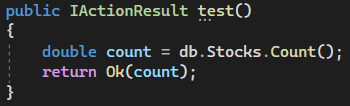 public IActionResult test()
{
double count = db.Stocks.Count();
return Ok(count);
}